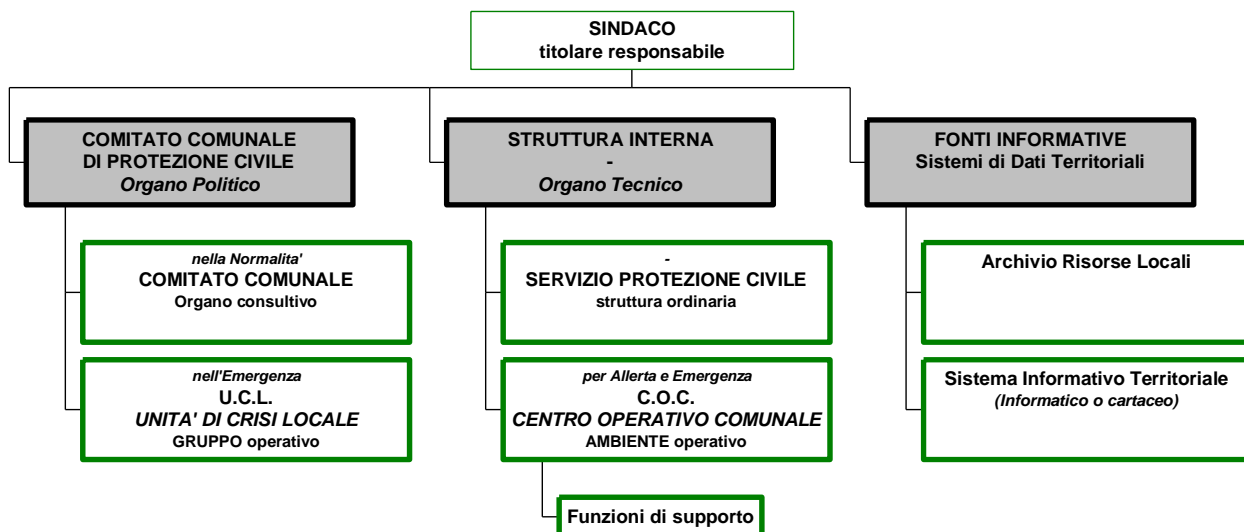 SINDACO
titolare responsabile
COMITATO COMUNALE
DI PROTEZIONE CIVILE
Organo Politico
STRUTTURA INTERNA
-
Organo Tecnico
FONTI INFORMATIVE
Sistemi di Dati Territoriali
nella Normalita'
COMITATO COMUNALE
Organo consultivo
-
SERVIZIO PROTEZIONE CIVILE
struttura ordinaria
Archivio Risorse Locali
nell'Emergenza
U.C.L.
UNITA' DI CRISI LOCALE
GRUPPO operativo
per Allerta e Emergenza
C.O.C.
CENTRO OPERATIVO COMUNALE
AMBIENTE operativo
Sistema Informativo Territoriale
(Informatico o cartaceo)
Funzioni di supporto